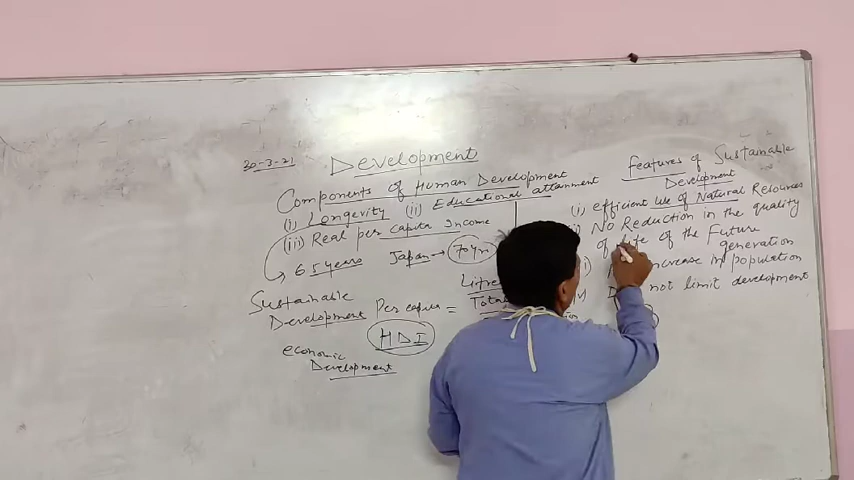 30-3-21
Development
Components of Human Development
(i) Longevity (ii) Educational attainment
(iii) Real per capita Income
65 years Japan → 74 yr
Sustainable
Development Per capita =
HDI
economic
Development
Features of Sustainable
Development
(i) efficient Use of Natural Resources
No Reduction in the quality
of life of the Future
generation
increase in population
not limit development